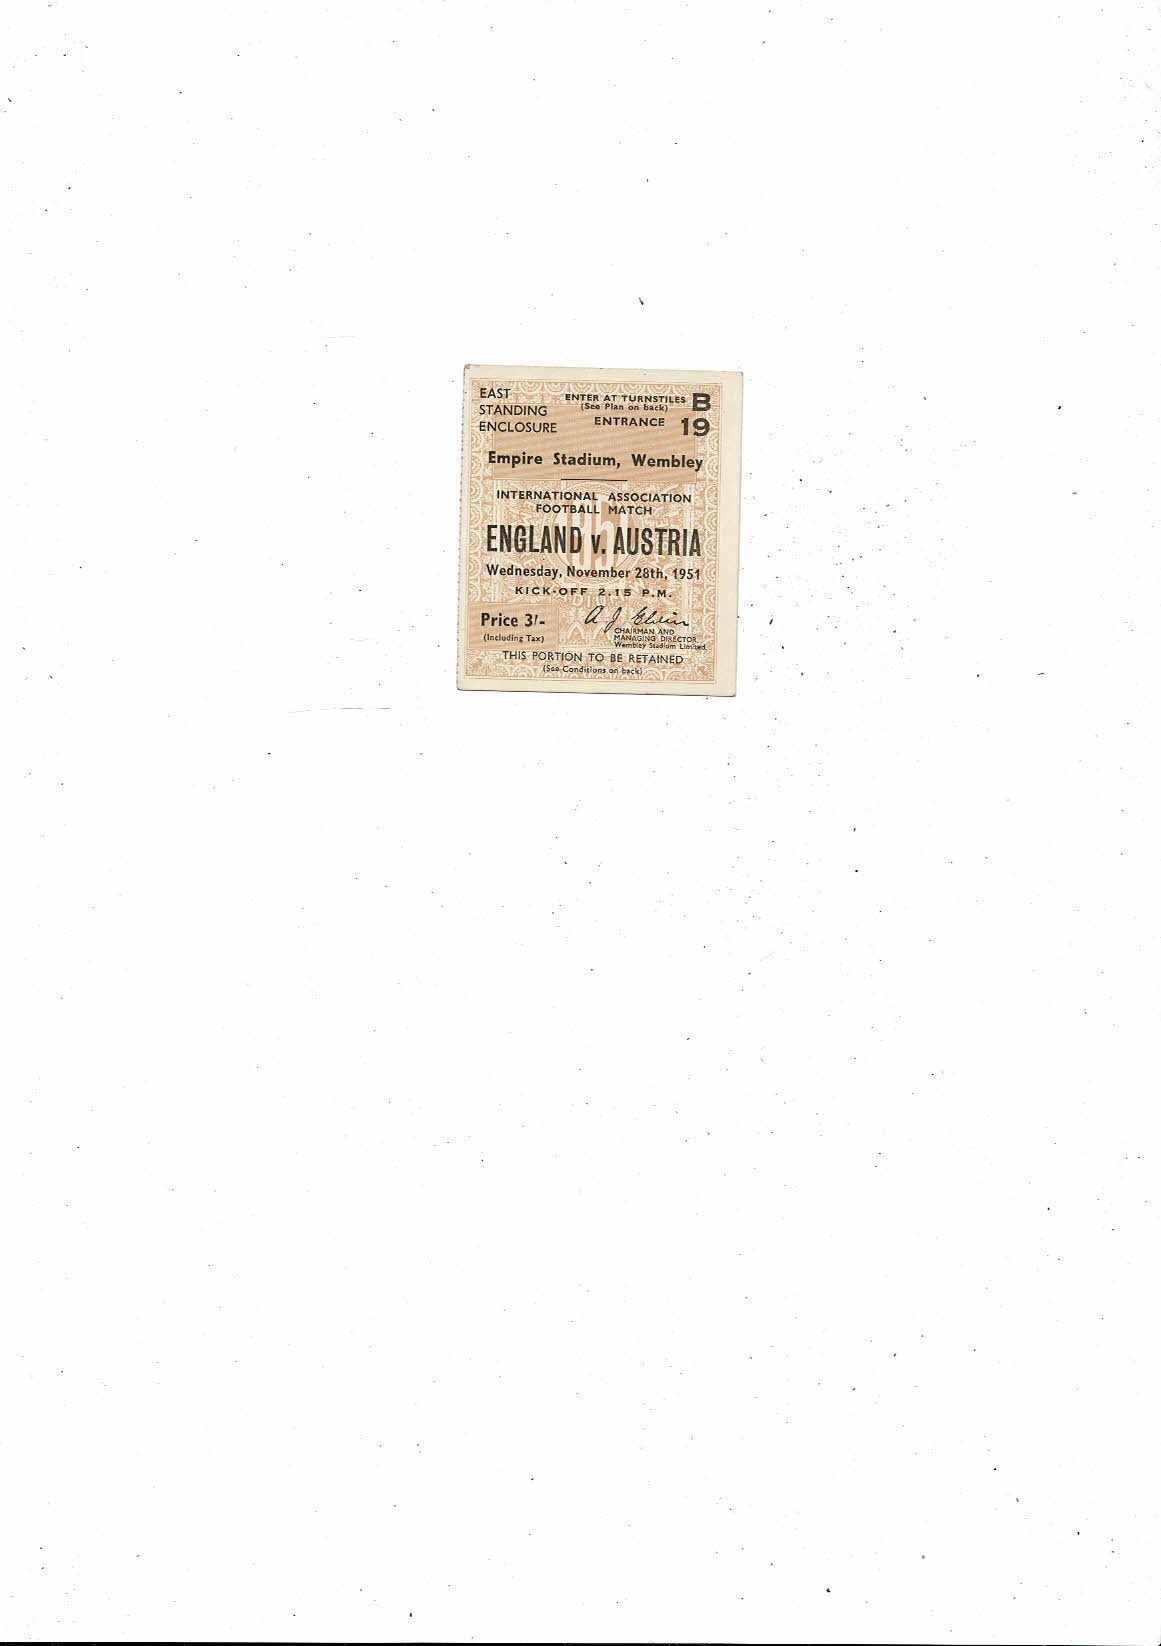 EAST
STANDING
ENCLOSURE
ENTER AT TURNSTILES B
(See Plan on back)
ENTRANCE 19
Empire Stadium, Wembley
INTERNATIONAL ASSOCIATION
FOOTBALL MATCH
ENGLAND v. AUSTRIA
Wednesday, November 28th, 1951
KICK-OFF 2.15 P.M.
Price 3/-
(Including Tax)
A J Elvin
CHAIRMAN AND
MANAGING DIRECTOR,
Wembley Stadium Limited.
THIS PORTION TO BE RETAINED
(See Conditions on back)